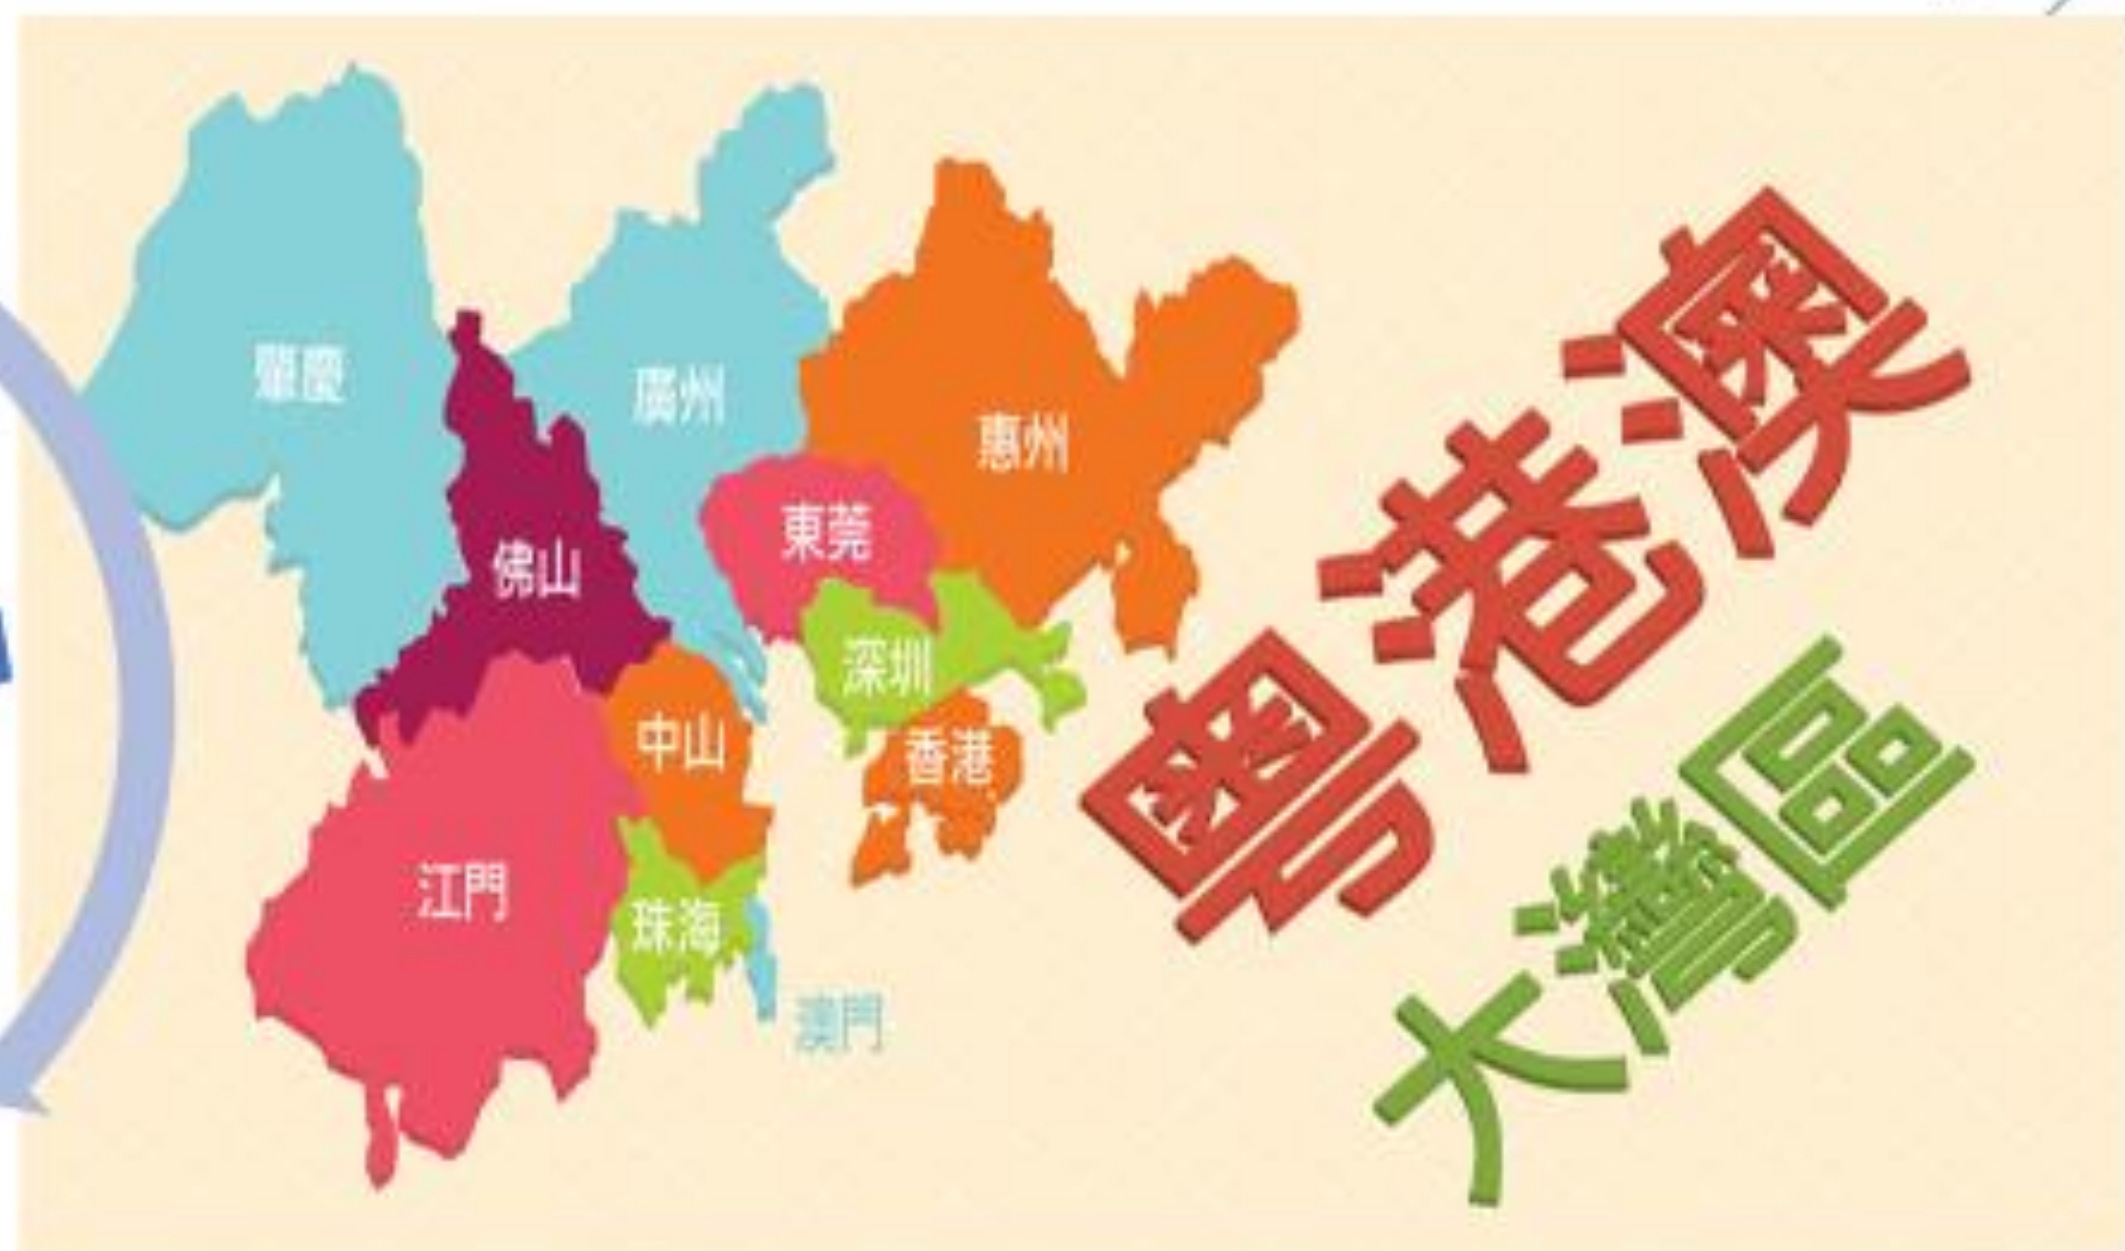 肇慶
廣州
惠州
東莞
佛山
深圳
中山
香港
江門
珠海
澳門
粵港澳
大灣區